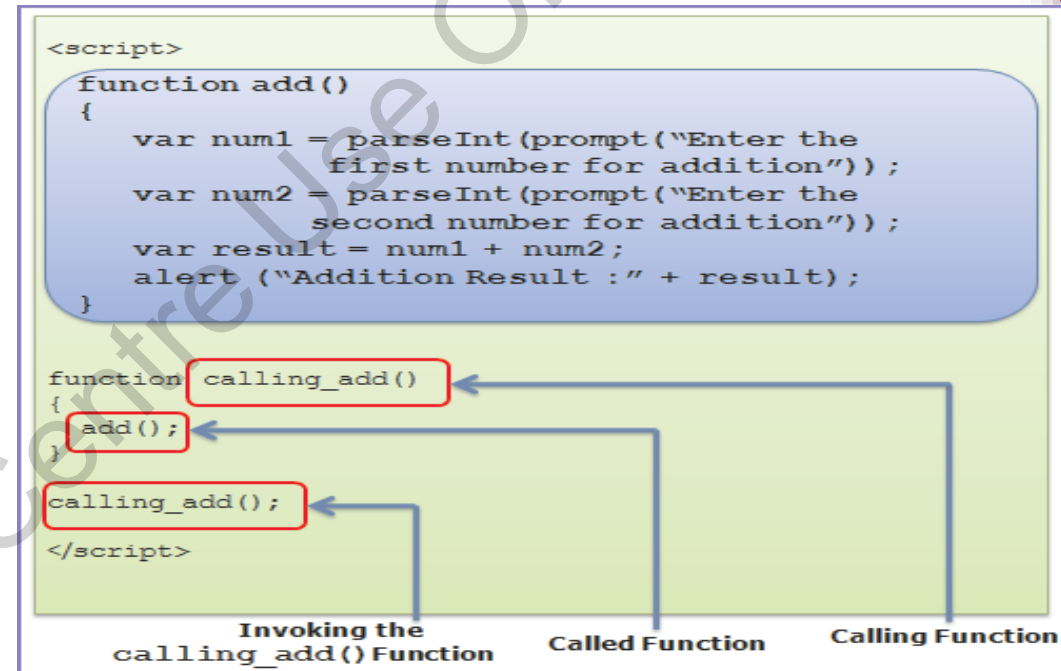 <script>
function add()
{
var num1 = parseInt(prompt(“Enter the
first number for addition”));
var num2 = parseInt(prompt(“Enter the
second number for addition”));
var result = num1 + num2;
alert (“Addition Result :” + result);
}
function calling_add()
{
add();
}
calling_add();
</script>
Invoking the
calling_add() Function
Called Function
Calling Function
Centre Use O